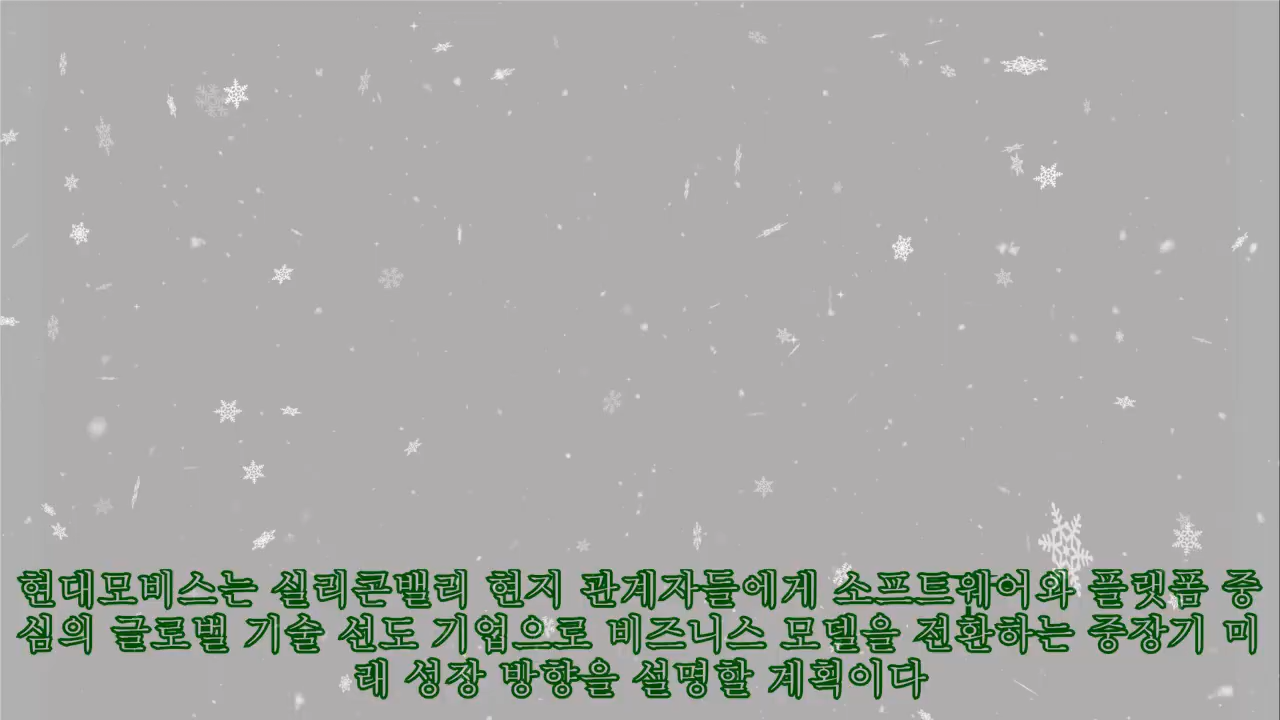 현대모비스는 실리콘밸리 현지 관계자들에게 소프트웨어와 플랫폼 중
심의 글로벌 기술 선도 기업으로 비즈니스 모델을 전환하는 중장기 미
래 성장 방향을 설명할 계획이다